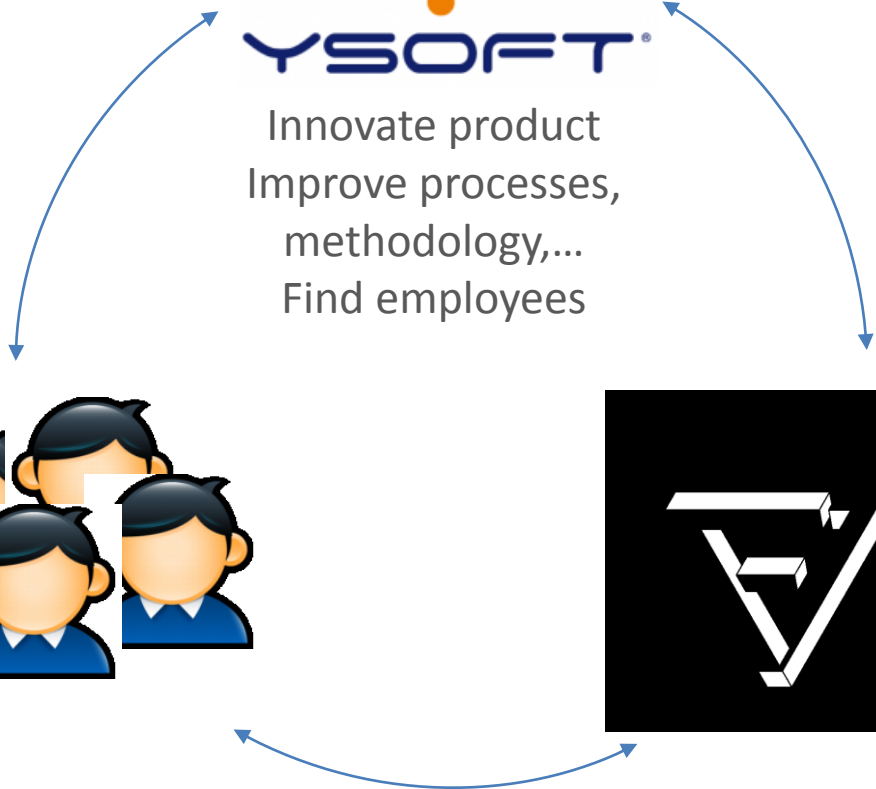 YSOFT®
Innovate product
Improve processes,
methodology,...
Find employees